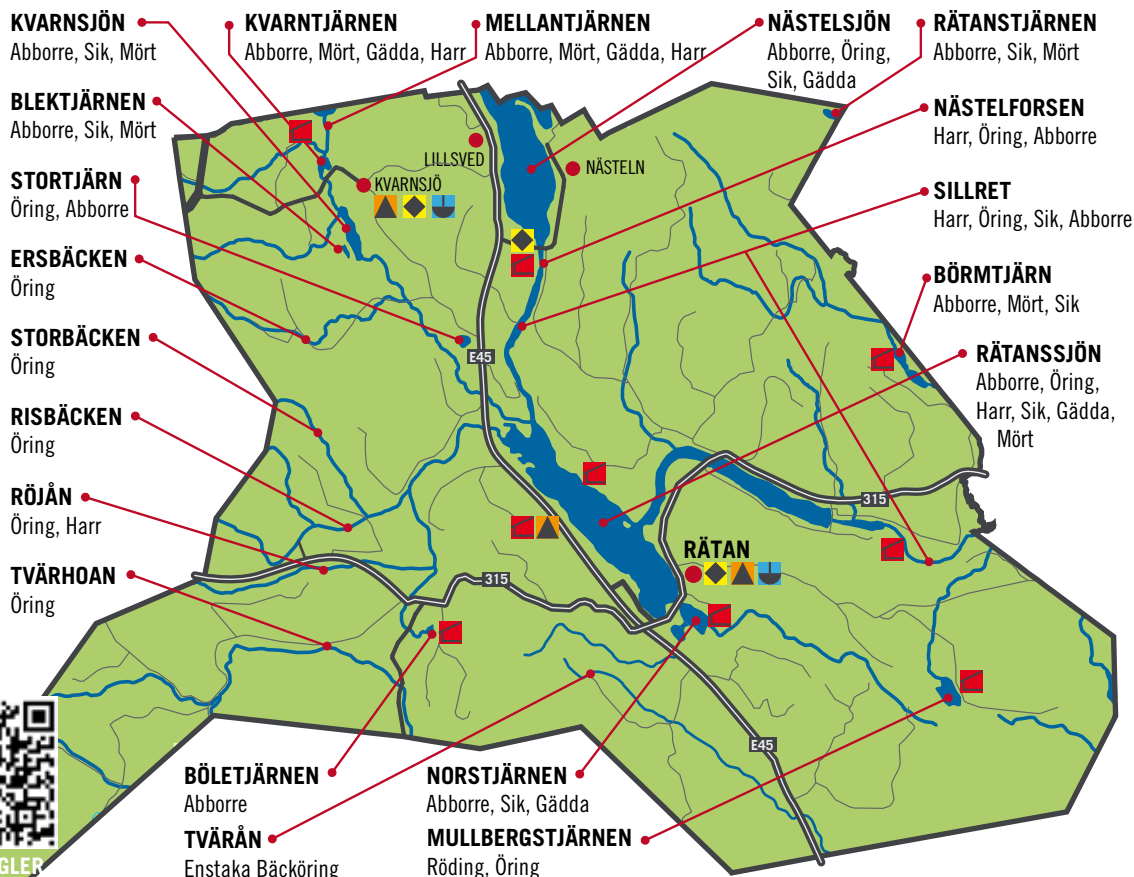 KVARNSJÖN
Abborre, Sik, Mört
KVARNTJÄRNEN
Abborre, Mört, Gädda, Harr
MELLANTJÄRNEN
Abborre, Mört, Gädda, Harr
NÄSTELSJÖN
Abborre, Öring,
Sik, Gädda
RÄTANSTJÄRNEN
Abborre, Sik, Mört
BLEKTJÄRNEN
Abborre, Sik, Mört
NÄSTELFORSEN
Harr, Öring, Abborre
STORTJÄRN
Öring, Abborre
SILLRET
Harr, Öring, Sik, Abborre
ERSBÄCKEN
Öring
BÖRMTJÄRN
Abborre, Mört, Sik
STORBÄCKEN
Öring
RÄTANSSJÖN
Abborre, Öring,
Harr, Sik, Gädda,
Mört
RISBÄCKEN
Öring
RÖJÅN
Öring, Harr
TVÄRHOAN
Öring
LILLSVED
NÄSTELN
KVARNSJÖ
E45
315
RÄTAN
315
E45
BÖLETJÄRNEN
Abborre
TVÄRÅN
Enstaka Bäcköring
NORSTJÄRNEN
Abborre, Sik, Gädda
MULLBERGSTJÄRNEN
Röding, Öring
GLER